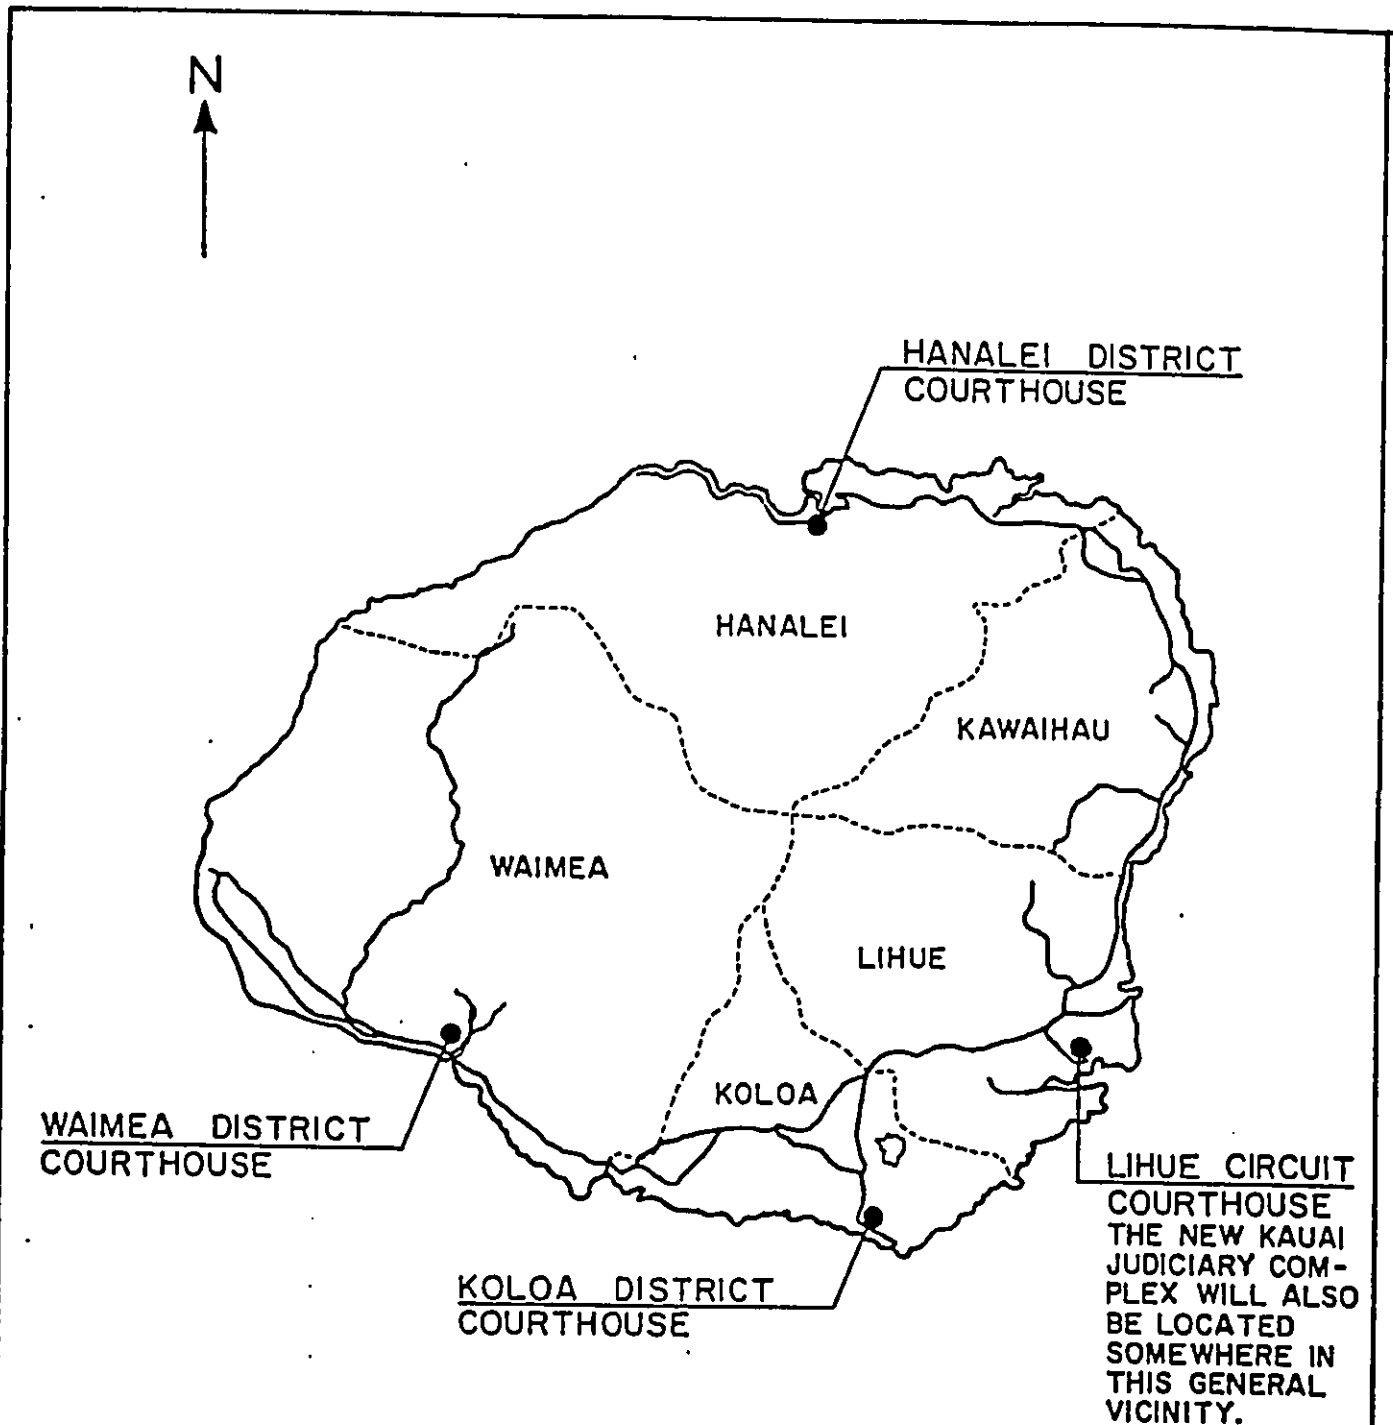 N
HANALEI DISTRICT
COURTHOUSE
HANALEI
KAWAIHAU
WAIMEA
LIHUE
KOLOA
WAIMEA DISTRICT
COURTHOUSE
LIHUE CIRCUIT
COURTHOUSE
THE NEW KAUAI
JUDICIARY COM-
PLEX WILL ALSO
BE LOCATED
SOMEWHERE IN
THIS GENERAL
VICINITY.
KOLOA DISTRICT
COURTHOUSE